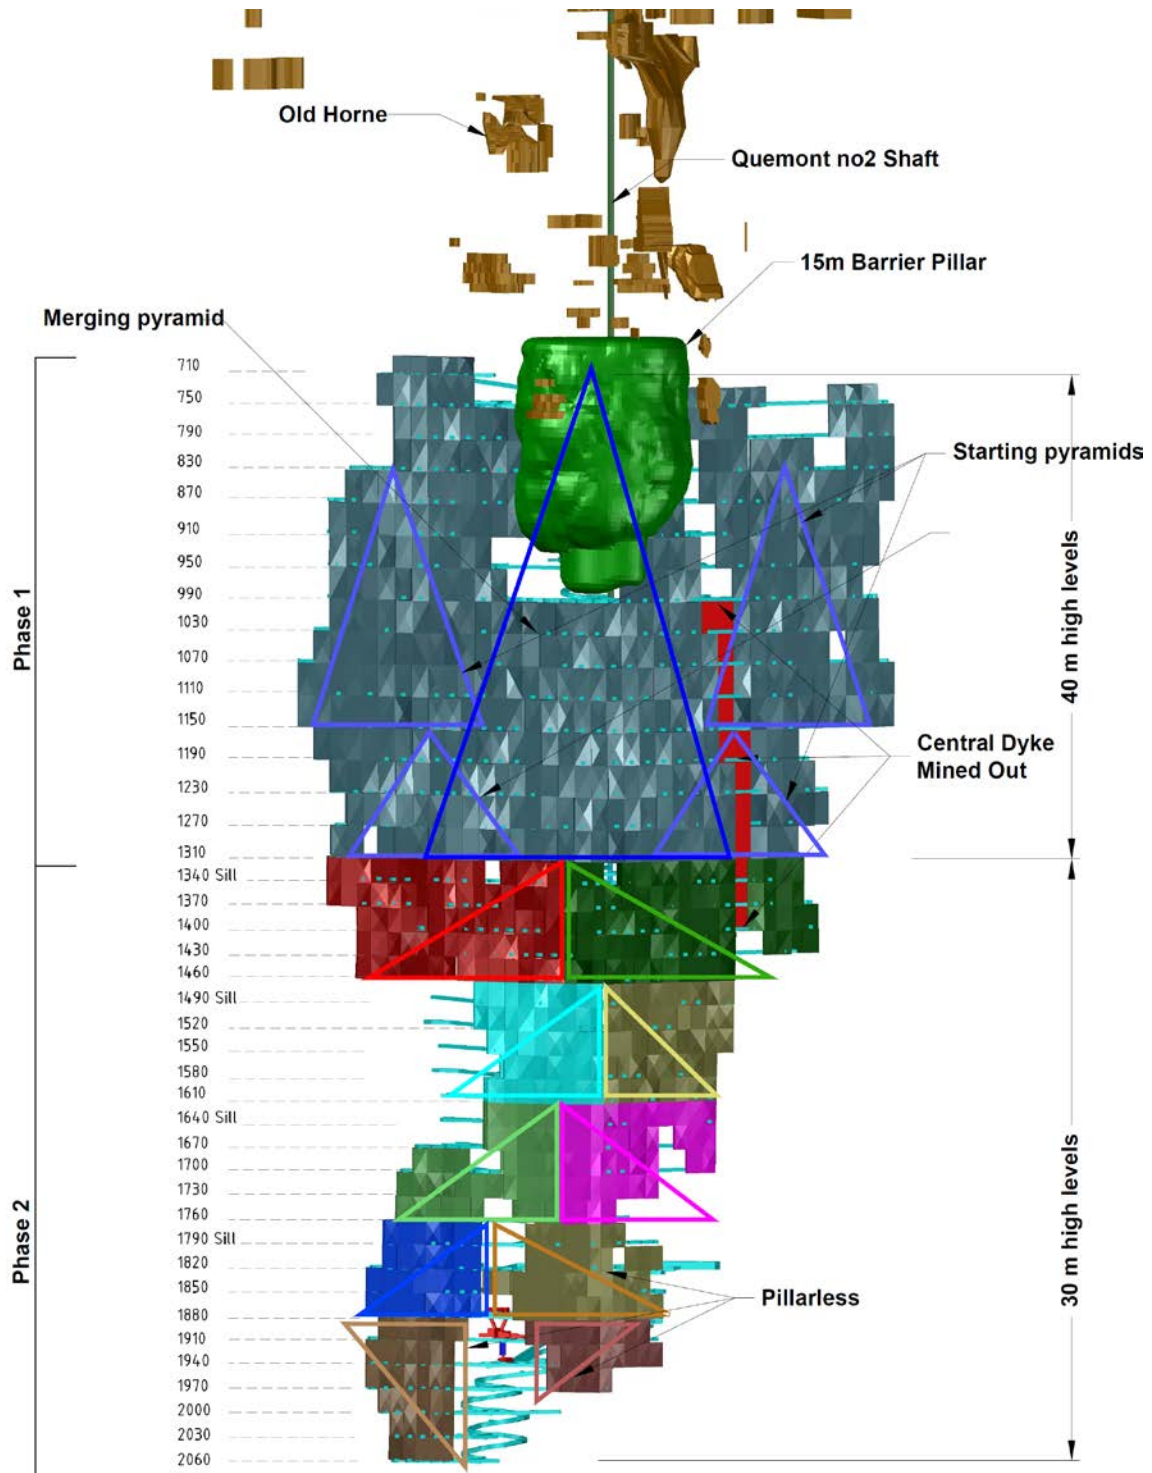 Old Horne
Quemont no2 Shaft
15m Barrier Pillar
Merging pyramid
Starting pyramids
Phase 1
710
750
790
830
870
910
950
990
1030
1070
1110
1150
1190
1230
1270
1310
40 m high levels
Central Dyke
Mined Out
Phase 2
1340 Sill
1370
1400
1430
1460
1490 Sill
1520
1550
1580
1610
1640 Sill
1670
1700
1730
1760
1790 Sill
1820
1850
1880
1910
1940
1970
2000
2030
2060
30 m high levels
Pillarless